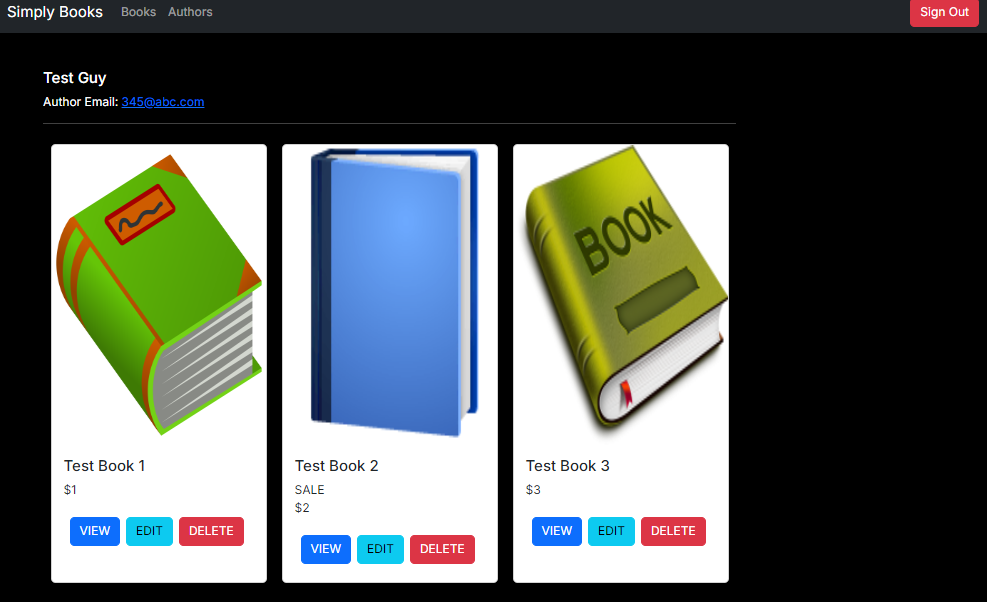 Simply Books Books Authors Sign Out
Test Guy
Author Email: 345@abc.com
BOOK
Test Book 1
$1
VIEW EDIT DELETE
Test Book 2
SALE
$2
VIEW EDIT DELETE
Test Book 3
$3
VIEW EDIT DELETE